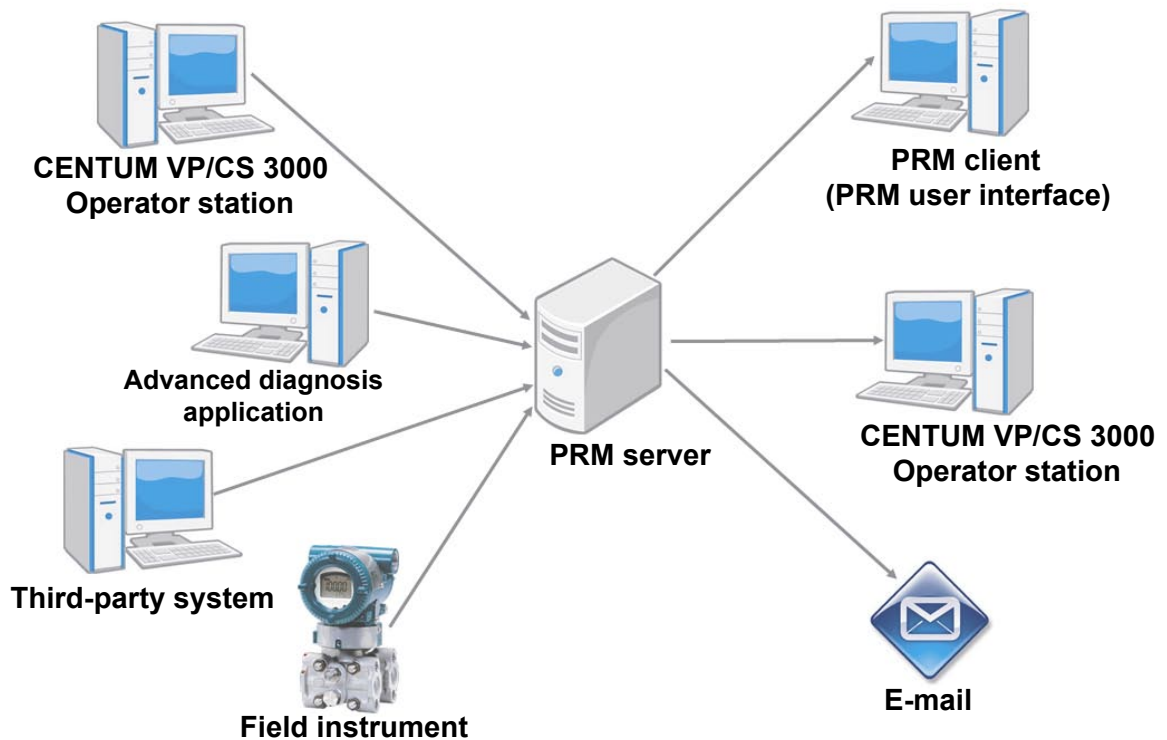 CENTUM VP/CS 3000
Operator station
PRM client
(PRM user interface)
Advanced diagnosis
application
PRM server
CENTUM VP/CS 3000
Operator station
Third-party system
Field instrument
E-mail